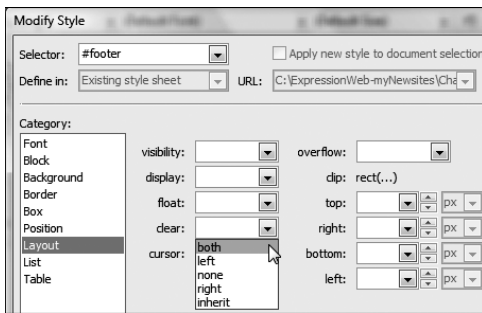 Modify Style
Selector: #footer Apply new style to document selection
Define in: Existing style sheet URL: C:\ExpressionWeb-myNewsites\Cha
Category:
Font
Block
Background
Border
Box
Position
Layout
List
Table
visibility: overflow:
display: clip: rect(...)
float: top: px
clear: right: px
cursor: both bottom: px
left left: px
none
right
inherit